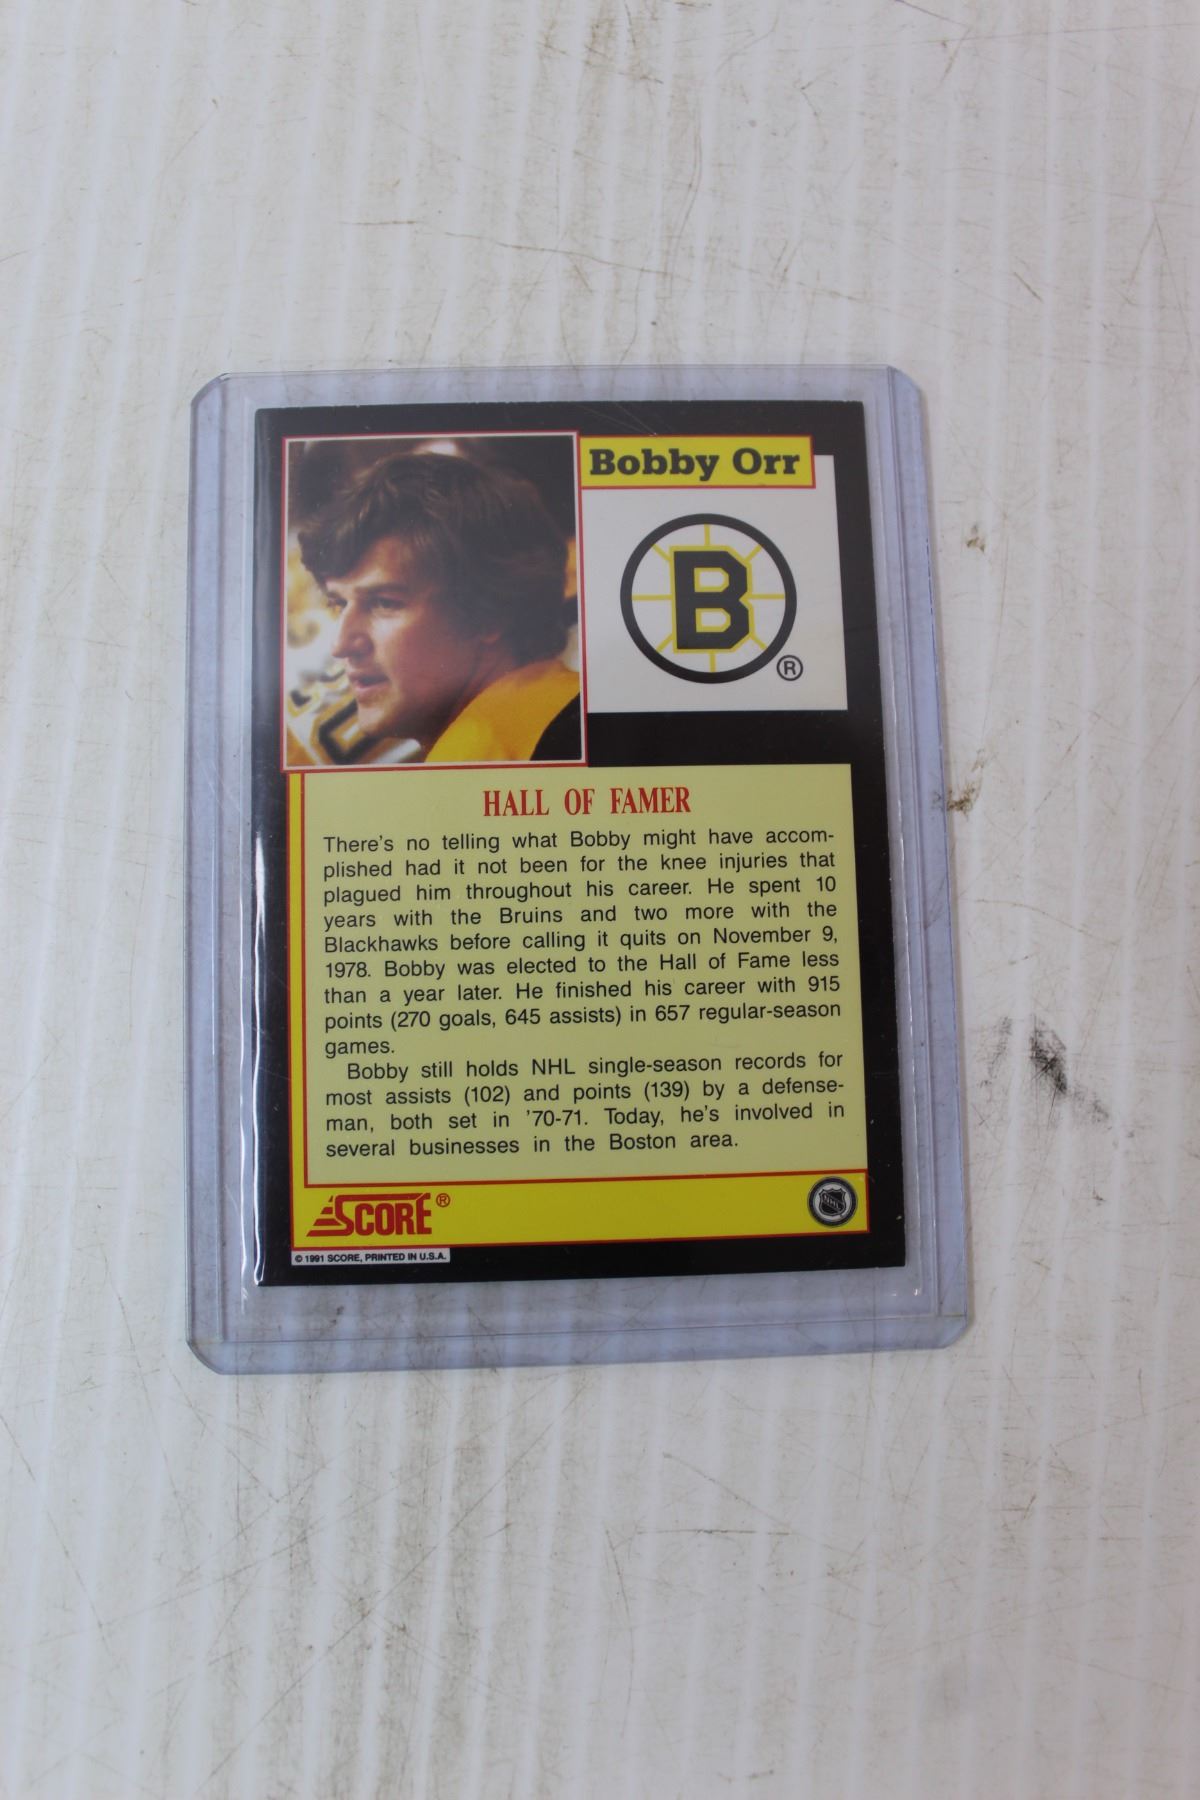 Bobby Orr
B
®
HALL OF FAMER
There's no telling what Bobby might have accom-
plished had it not been for the knee injuries that
plagued him throughout his career. He spent 10
years with the Bruins and two more with the
Blackhawks before calling it quits on November 9,
1978. Bobby was elected to the Hall of Fame less
than a year later. He finished his career with 915
points (270 goals, 645 assists) in 657 regular-season
games.
Bobby still holds NHL single-season records for
most assists (102) and points (139) by a defense-
man, both set in '70-71. Today, he's involved in
several businesses in the Boston area.
SCORE®
NHL
© 1991 SCORE, PRINTED IN U.S.A.